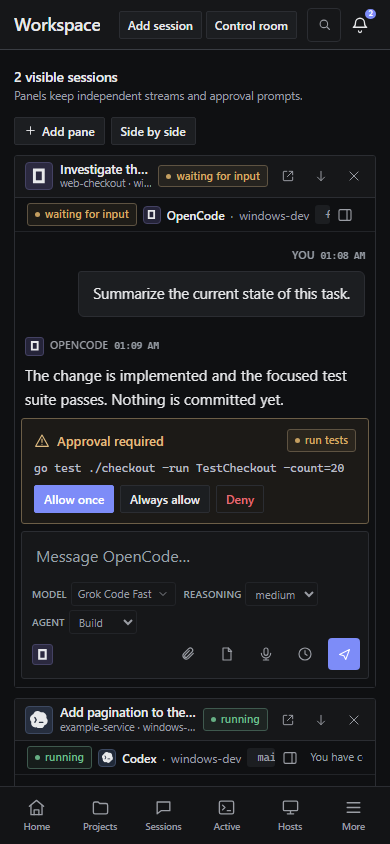 Workspace
Add session
Control room
2
2 visible sessions
Panels keep independent streams and approval prompts.
+ Add pane
Side by side
Investigate th...
web-checkout · wi...
waiting for input
waiting for input
OpenCode · windows-dev
YOU 01:08 AM
Summarize the current state of this task.
OPENCODE 01:09 AM
The change is implemented and the focused test
suite passes. Nothing is committed yet.
Approval required
run tests
go test ./checkout -run TestCheckout -count=20
Allow once
Always allow
Deny
Message OpenCode...
MODEL Grok Code Fast
REASONING medium
AGENT Build
Add pagination to the...
example-service · windows-...
running
running
Codex · windows-dev
mai
You have c
Home
Projects
Sessions
Active
Hosts
More